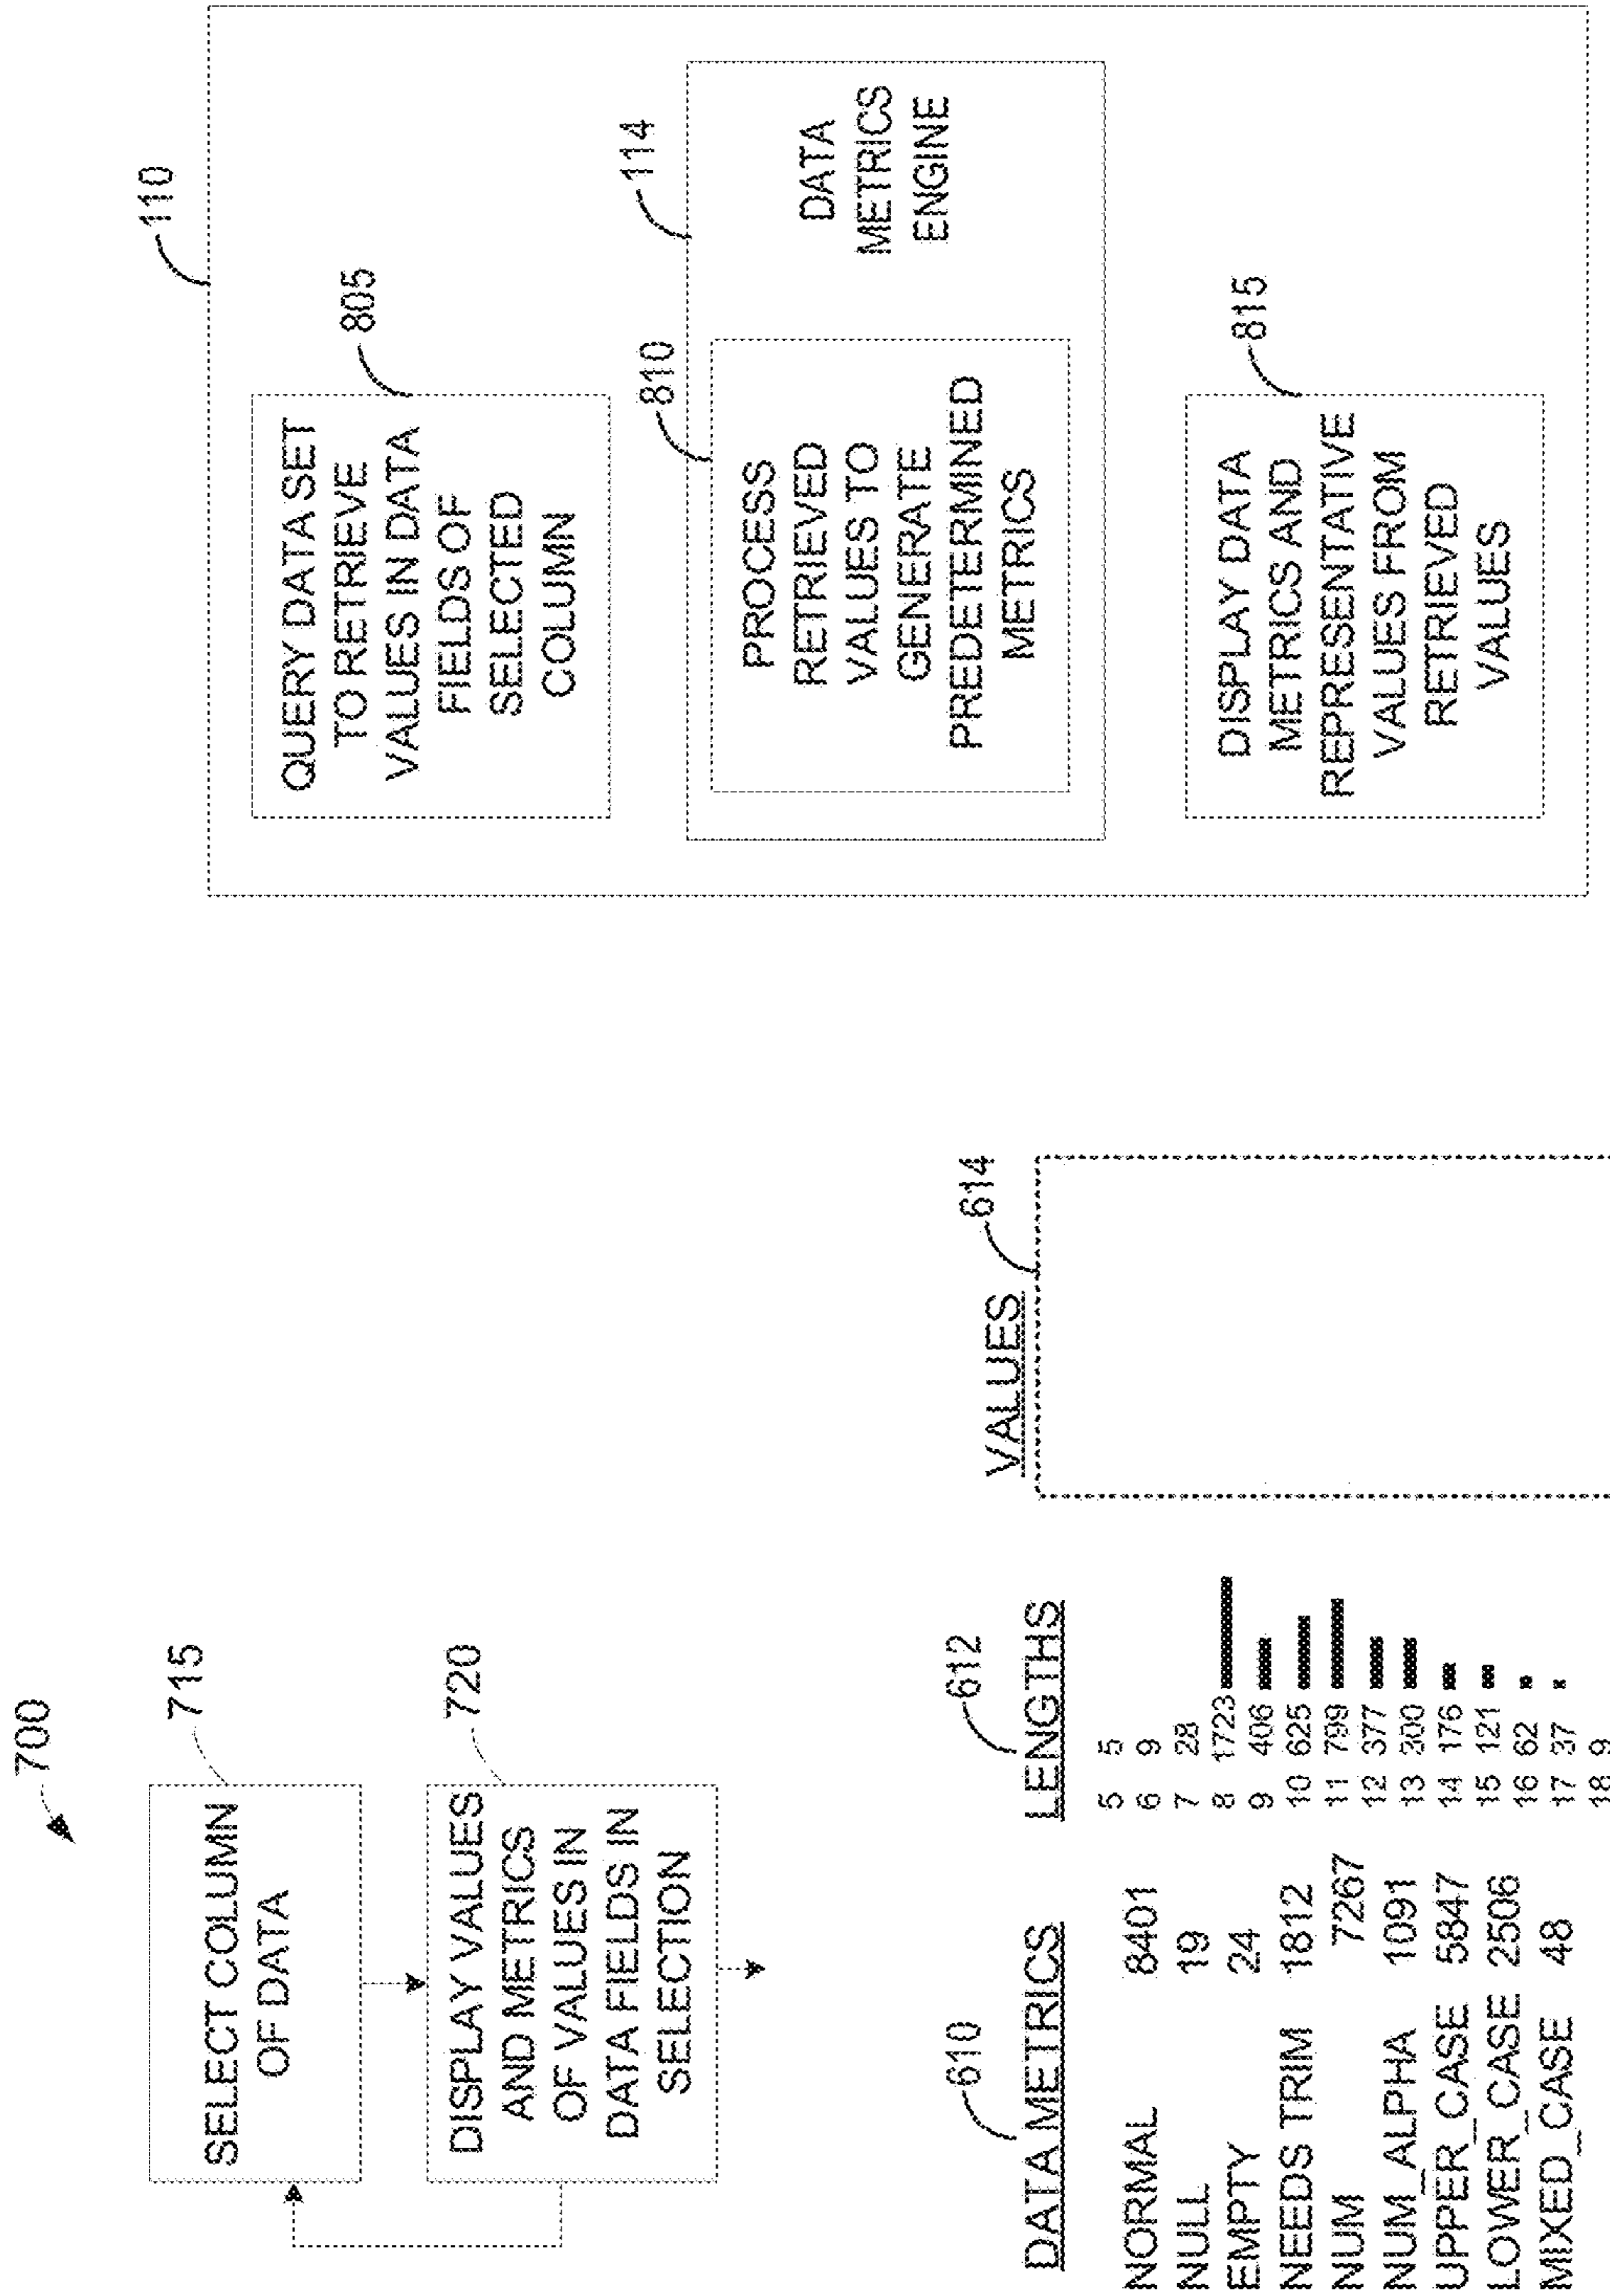 700
SELECT COLUMN
OF DATA
715
DISPLAY VALUES
AND METRICS
OF VALUES IN
DATA FIELDS IN
SELECTION
720
110
QUERY DATA SET
TO RETRIEVE
VALUES IN DATA
FIELDS OF
SELECTED
COLUMN
805
114
810
PROCESS
RETRIEVED
VALUES TO
GENERATE
PREDETERMINED
METRICS
DATA
METRICS
ENGINE
DISPLAY DATA
METRICS AND
REPRESENTATIVE
VALUES FROM
RETRIEVED
VALUES
815
610
DATA METRICS
NORMAL 8401
NULL 19
EMPTY 24
NEEDS TRIM 1812
NUM 7267
NUM_ALPHA 1091
UPPER_CASE 5847
LOWER_CASE 2506
MIXED_CASE 48
612
LENGTHS
5 5
6 9
7 28
8 1723
9 406
10 625
11 799
12 377
13 300
14 176
15 121
16 62
17 37
18 9
VALUES
614